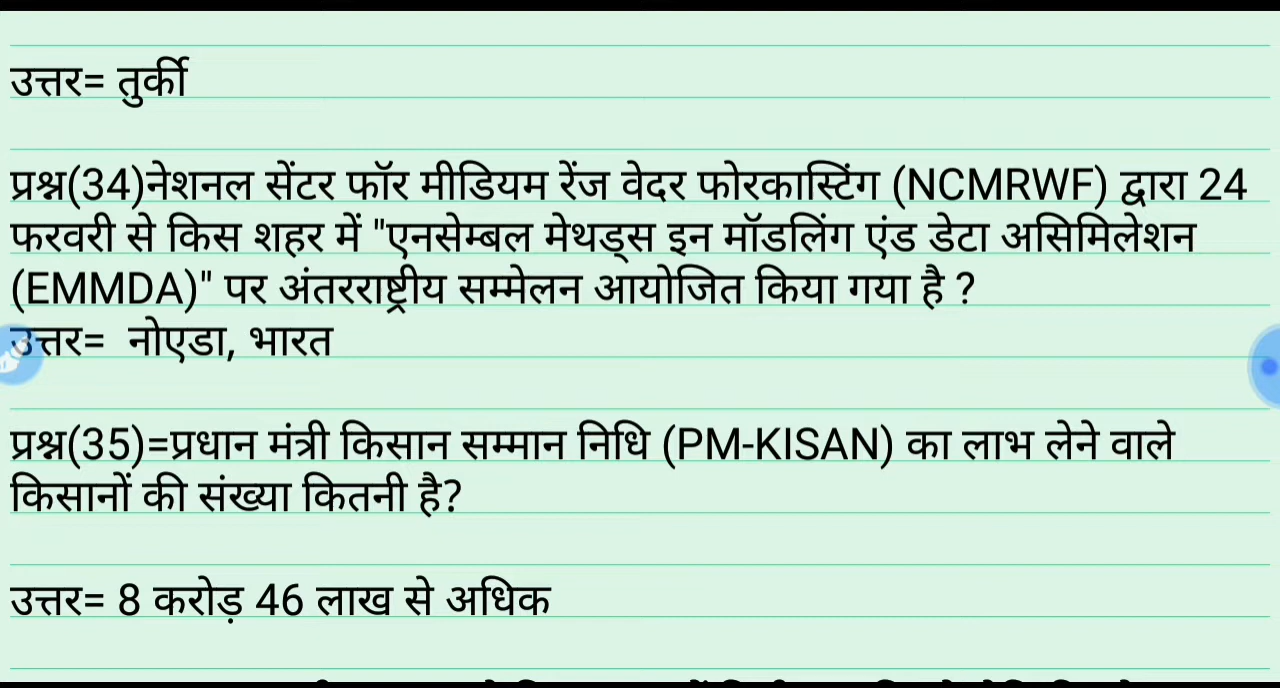 उत्तर= तुर्की
प्रश्न(34)नेशनल सेंटर फॉर मीडियम रेंज वेदर फोरकास्टिंग (NCMRWF) द्वारा 24
फरवरी से किस शहर में "एनसेम्बल मेथड्स इन मॉडलिंग एंड डेटा असिमिलेशन
(EMMDA)" पर अंतरराष्ट्रीय सम्मेलन आयोजित किया गया है ?
उत्तर= नोएडा, भारत
प्रश्न(35)=प्रधान मंत्री किसान सम्मान निधि (PM-KISAN) का लाभ लेने वाले
किसानों की संख्या कितनी है?
उत्तर= 8 करोड़ 46 लाख से अधिक